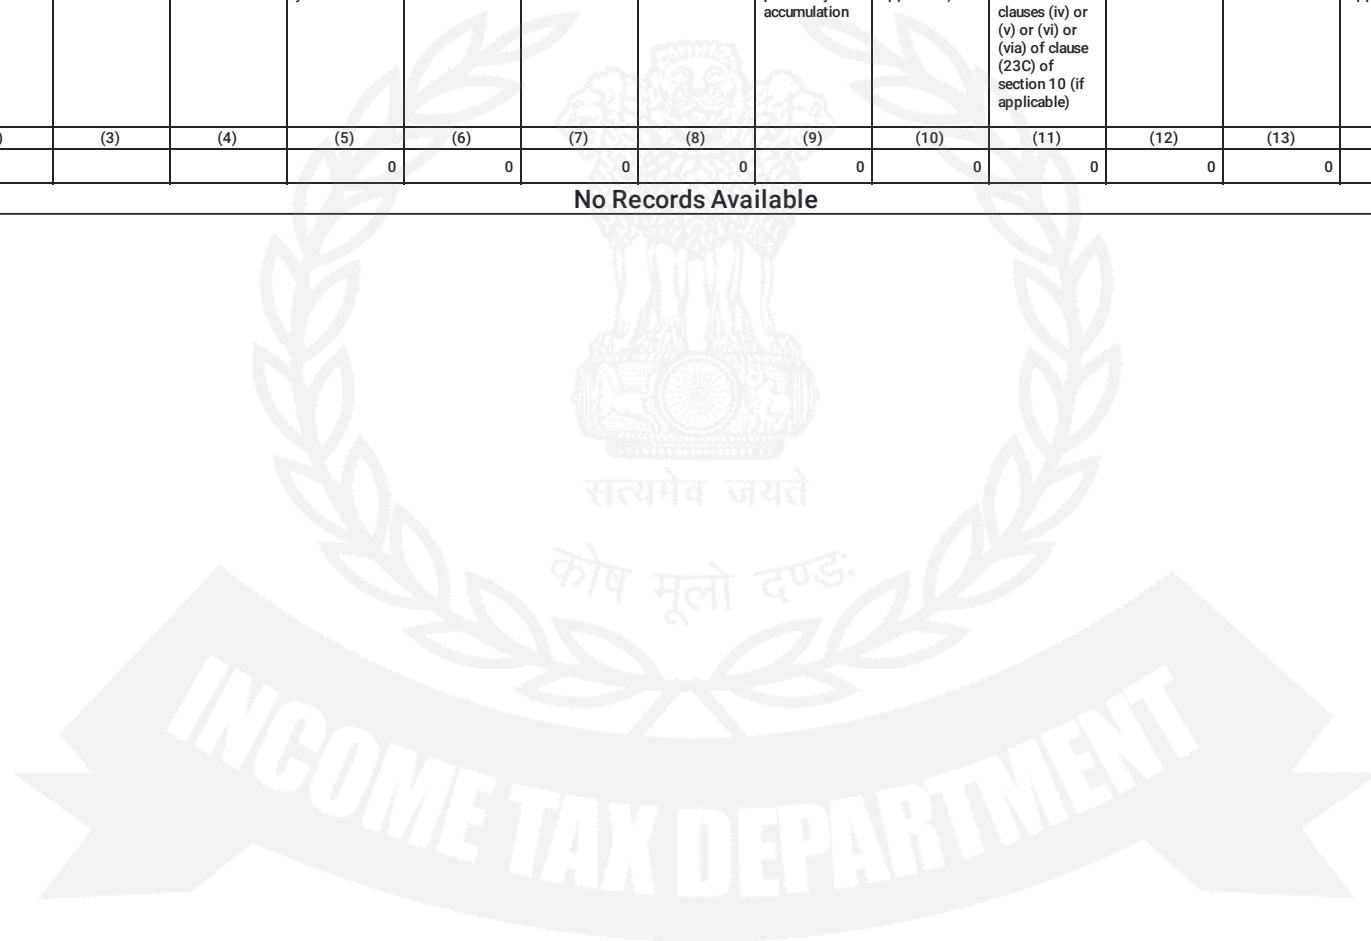 accumulation
clauses (iv) or
(v) or (vi) or
(via) of clause
(23C) of
section 10 (if
applicable)
(3) (4) (5) (6) (7) (8) (9) (10) (11) (12) (13)
0 0 0 0 0 0 0 0 0
No Records Available
सत्यमेव जयते
कोष मूलो दण्डः
INCOME TAX DEPARTMENT